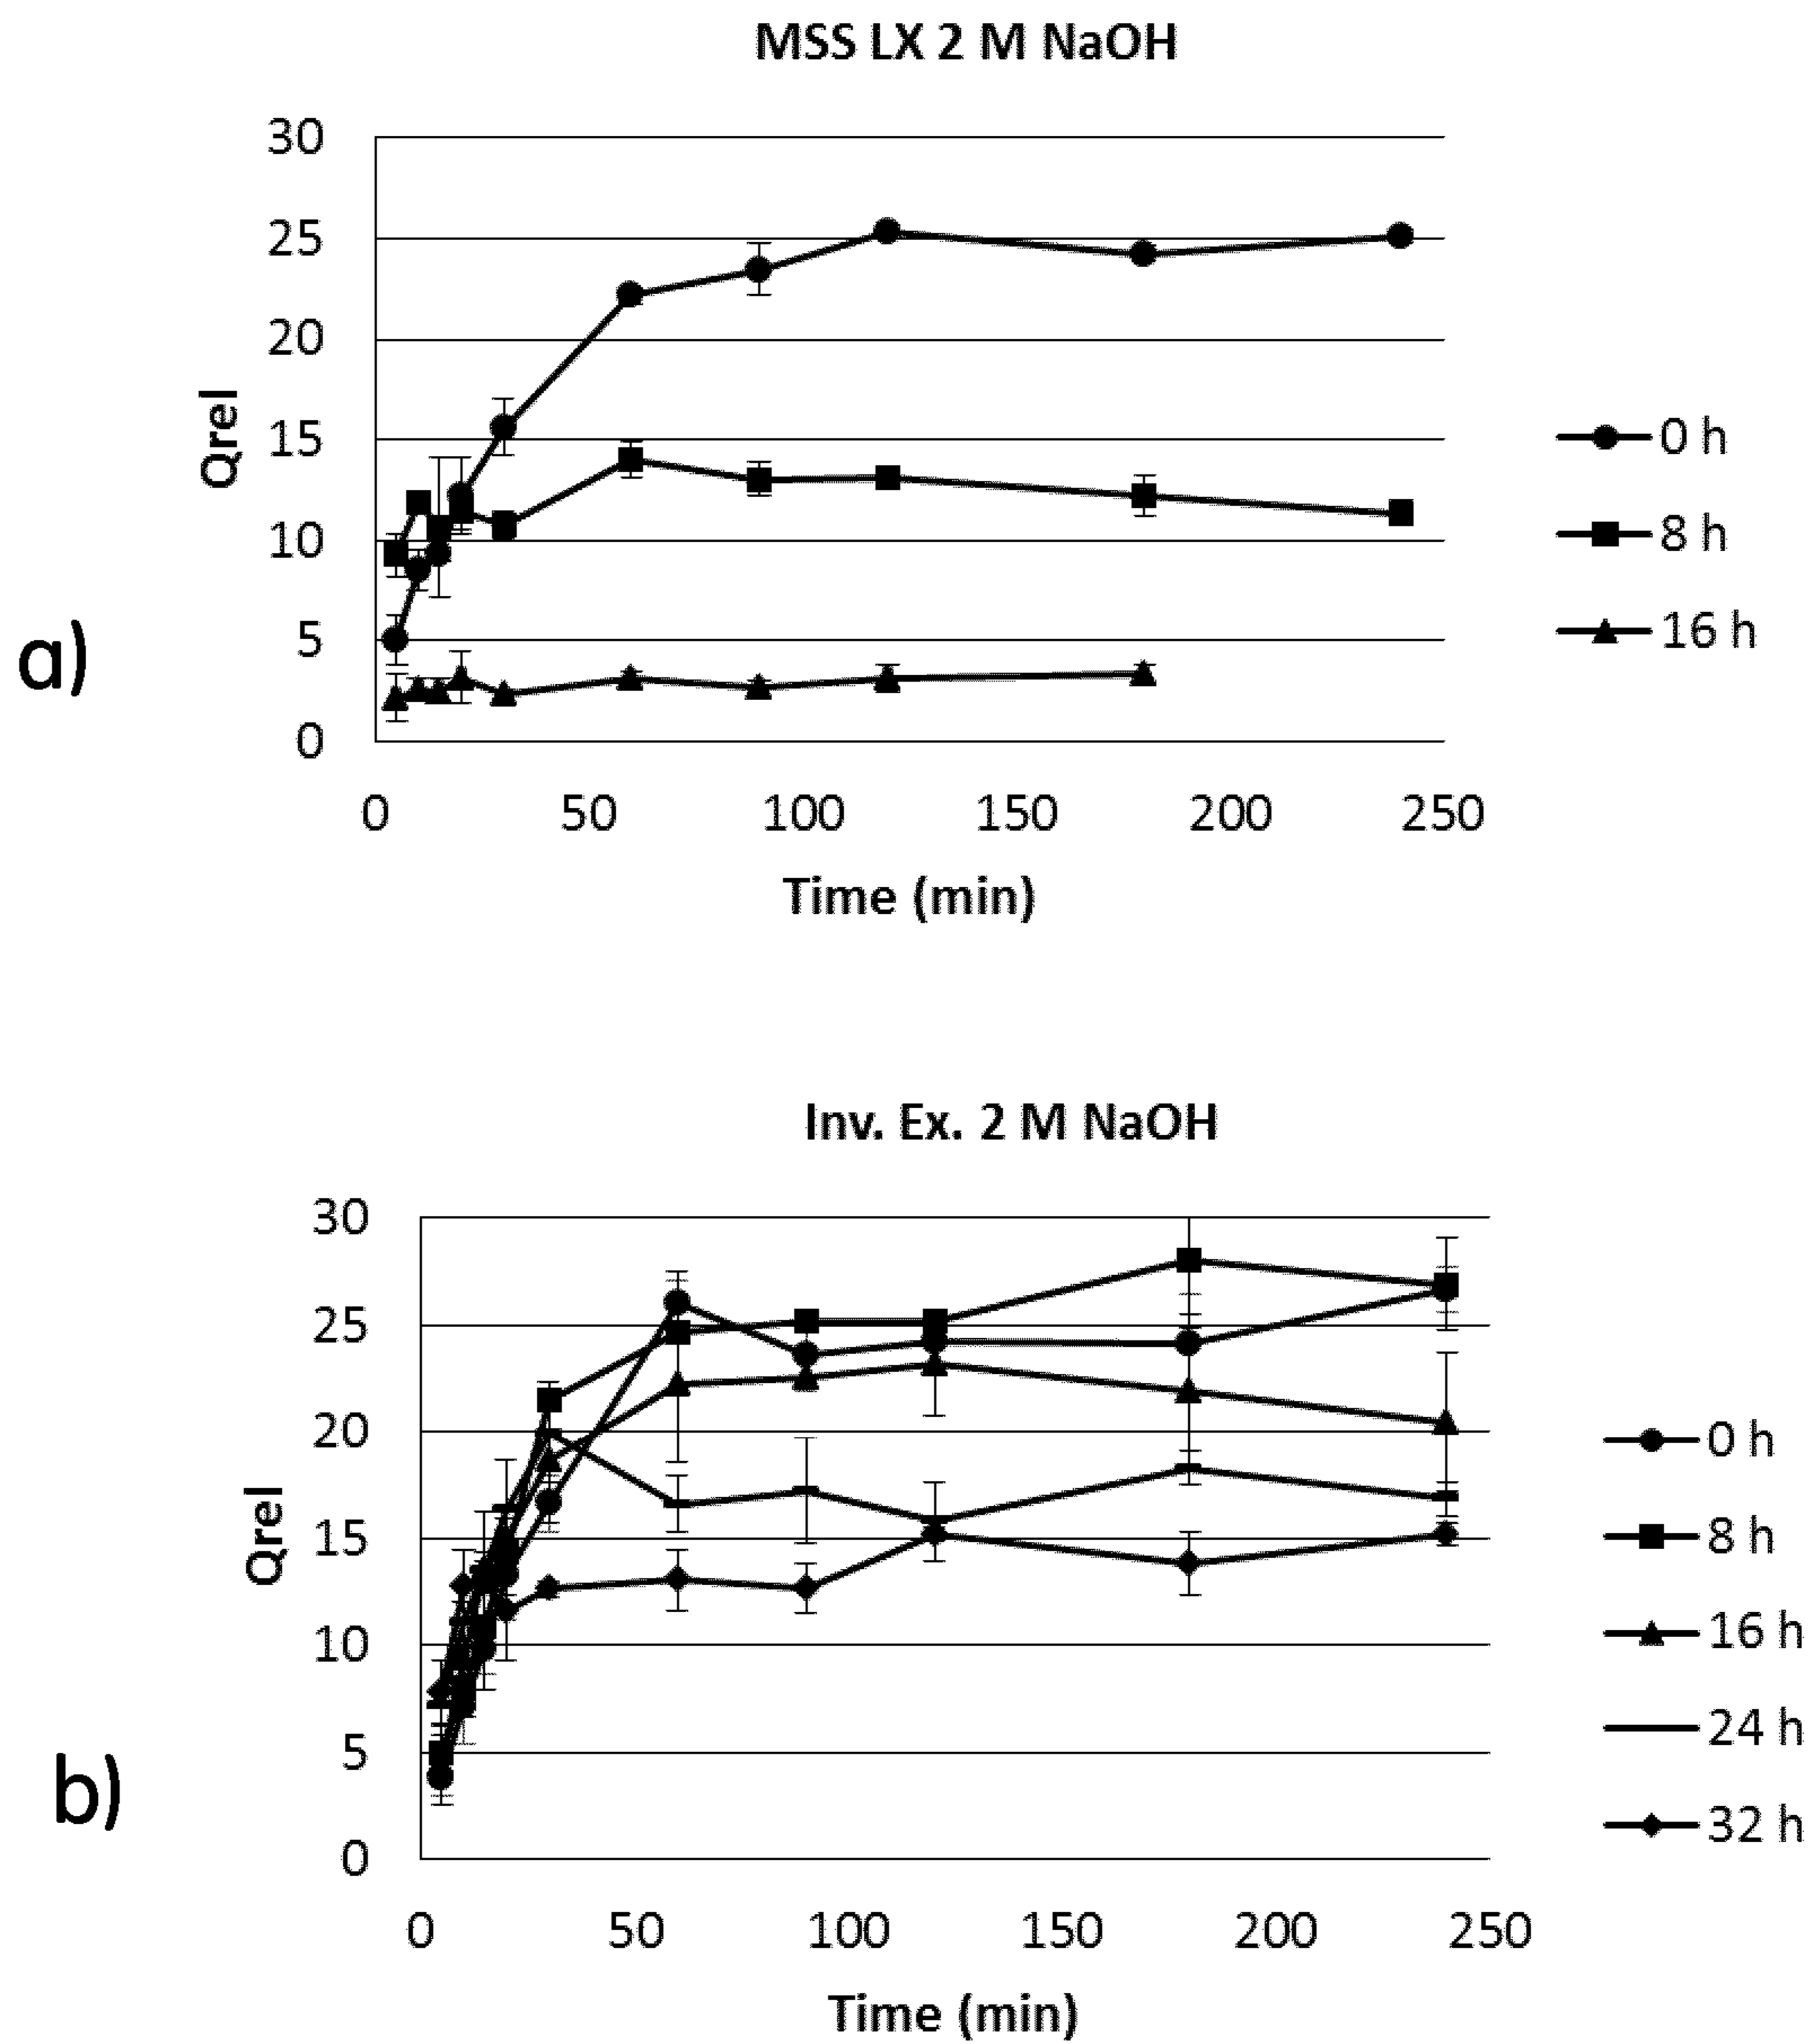 MSS LX 2 M NaOH
30
25
20
15
10
5
0
Qrel
0 50 100 150 200 250
Time (min)
0 h
8 h
16 h
a)
Inv. Ex. 2 M NaOH
30
25
20
15
10
5
0
Qrel
0 50 100 150 200 250
Time (min)
0 h
8 h
16 h
24 h
32 h
b)